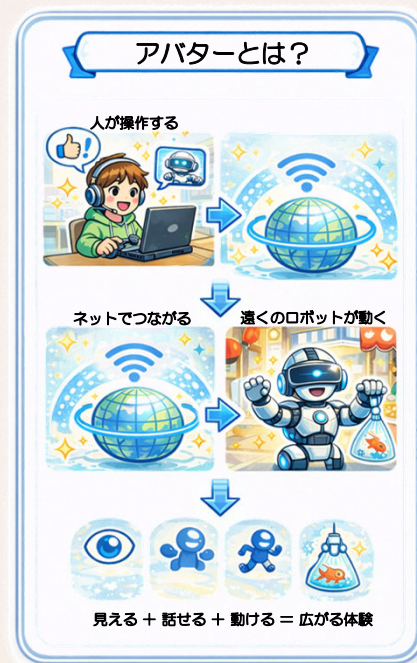 アバターとは？
人が操作する
ネットでつながる
遠くのロボットが動く
見える + 話せる + 動ける = 広がる体験